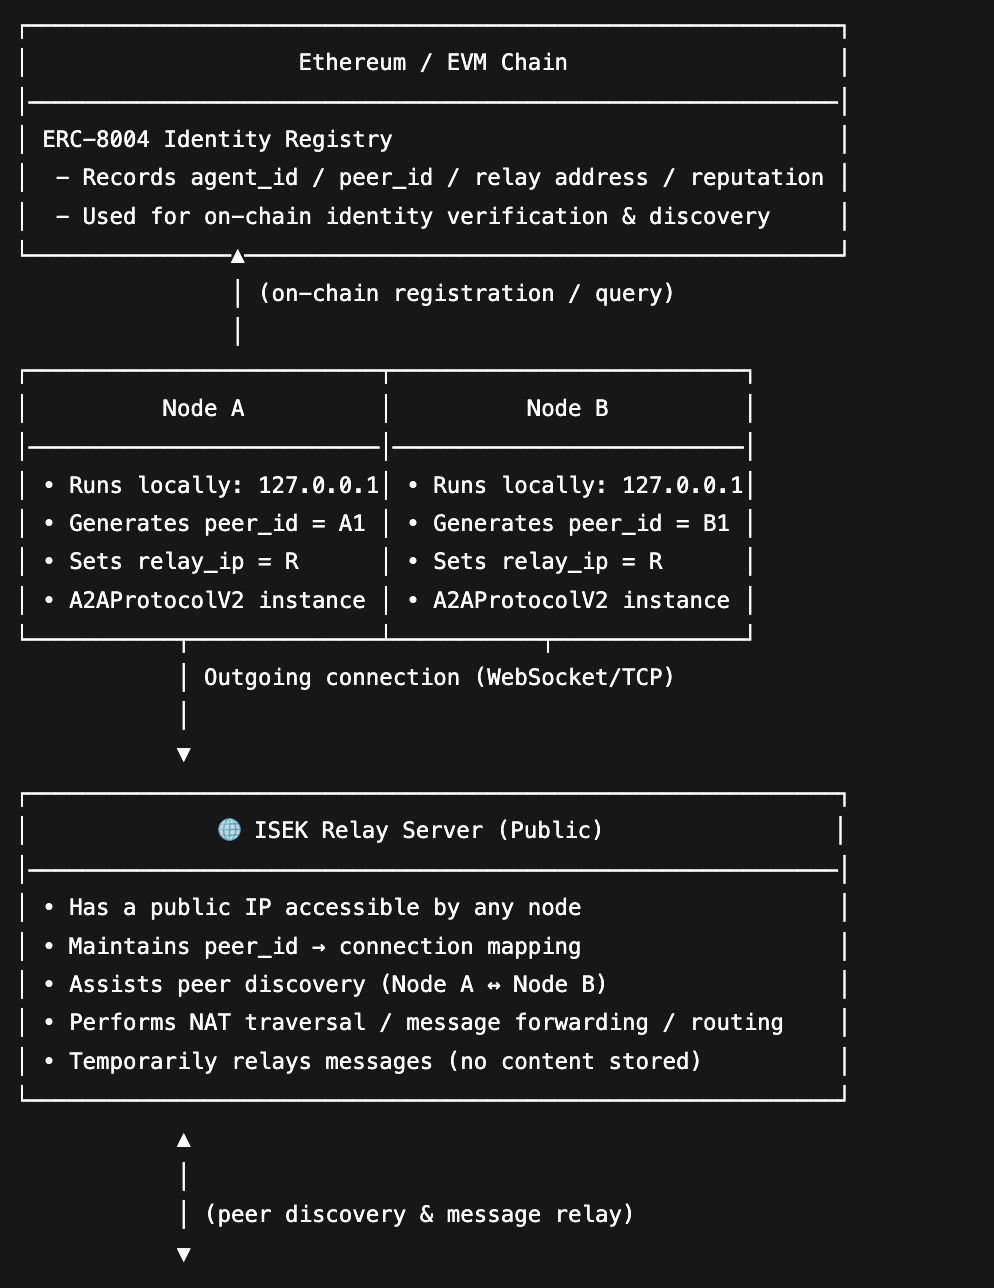 Ethereum / EVM Chain
ERC-8004 Identity Registry
- Records agent_id / peer_id / relay address / reputation
- Used for on-chain identity verification & discovery
▲
(on-chain registration / query)
Node A Node B
• Runs locally: 127.0.0.1 • Runs locally: 127.0.0.1
• Generates peer_id = A1 • Generates peer_id = B1
• Sets relay_ip = R • Sets relay_ip = R
• A2AProtocolV2 instance • A2AProtocolV2 instance
Outgoing connection (WebSocket/TCP)
▼
🌐 ISEK Relay Server (Public)
• Has a public IP accessible by any node
• Maintains peer_id → connection mapping
• Assists peer discovery (Node A ↔ Node B)
• Performs NAT traversal / message forwarding / routing
• Temporarily relays messages (no content stored)
▲
(peer discovery & message relay)
▼